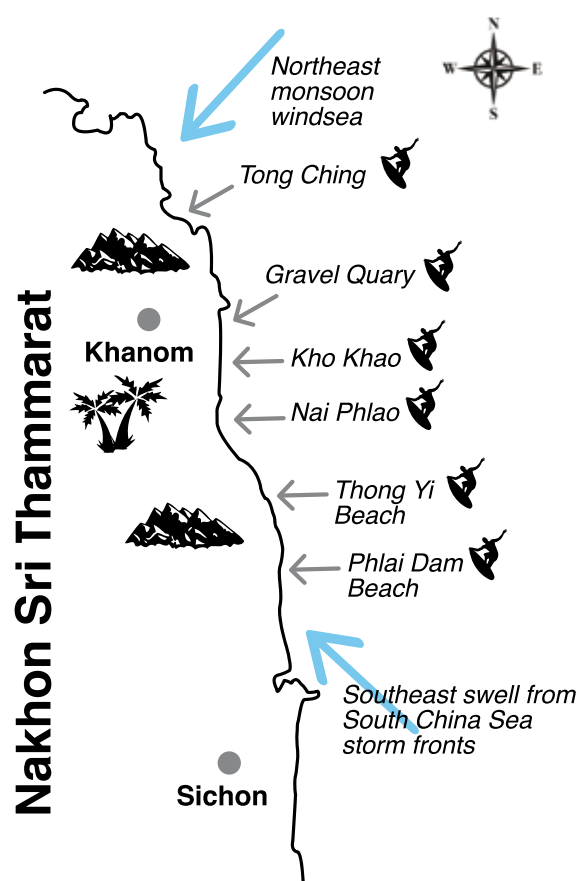 N
W
E
S
Northeast
monsoon
windsea
Tong Ching
Gravel Quary
Khanom
Kho Khao
Nai Phlao
Nakhon Sri Thammarat
Thong Yi
Beach
Phlai Dam
Beach
Southeast swell from
South China Sea
storm fronts
Sichon